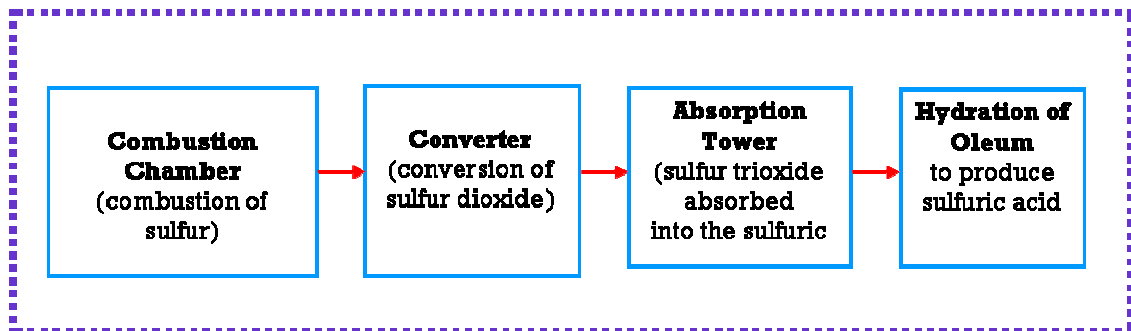 Combustion
Chamber
(combustion of
sulfur)
Converter
(conversion of
sulfur dioxide)
Absorption
Tower
(sulfur trioxide
absorbed
into the sulfuric
Hydration of
Oleum
to produce
sulfuric acid